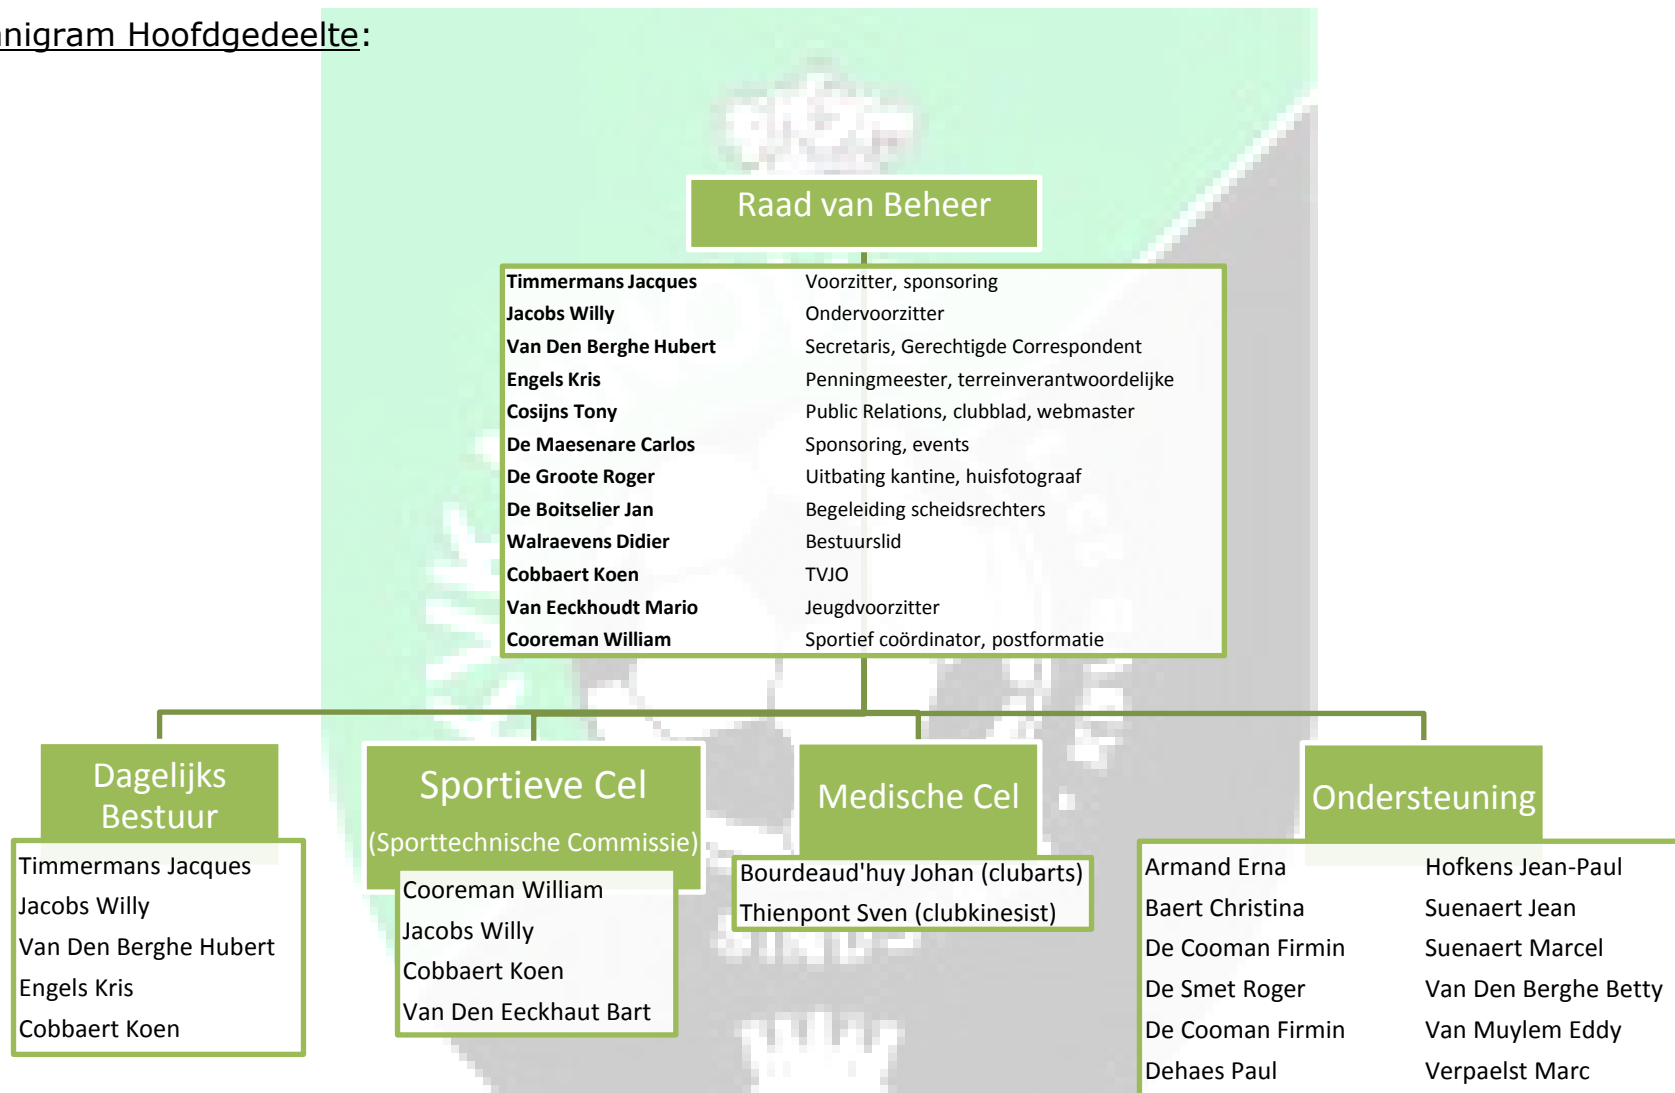 nigram Hoofdgedeelte:
Raad van Beheer
Timmermans Jacques Voorzitter, sponsoring
Jacobs Willy Ondervoorzitter
Van Den Berghe Hubert Secretaris, Gerechtigde Correspondent
Engels Kris Penningmeester, terreinverantwoordelijke
Cosijns Tony Public Relations, clubblad, webmaster
De Maesenare Carlos Sponsoring, events
De Groote Roger Uitbating kantine, huisfotograaf
De Boitselier Jan Begeleiding scheidsrechters
Walraevens Didier Bestuurslid
Cobbaert Koen TVJO
Van Eeckhoudt Mario Jeugdvoorzitter
Cooreman William Sportief coördinator, postformatie
Dagelijks
Bestuur
Timmermans Jacques
Jacobs Willy
Van Den Berghe Hubert
Engels Kris
Cobbaert Koen
Sportieve Cel
(Sporttechnische Commissie)
Cooreman William
Jacobs Willy
Cobbaert Koen
Van Den Eeckhaut Bart
Medische Cel
Bourdeaud'huy Johan (clubarts)
Thienpont Sven (clubkinesist)
Ondersteuning
Armand Erna Hofkens Jean-Paul
Baert Christina Suenaert Jean
De Cooman Firmin Suenaert Marcel
De Smet Roger Van Den Berghe Betty
De Cooman Firmin Van Muylem Eddy
Dehaes Paul Verpaelst Marc